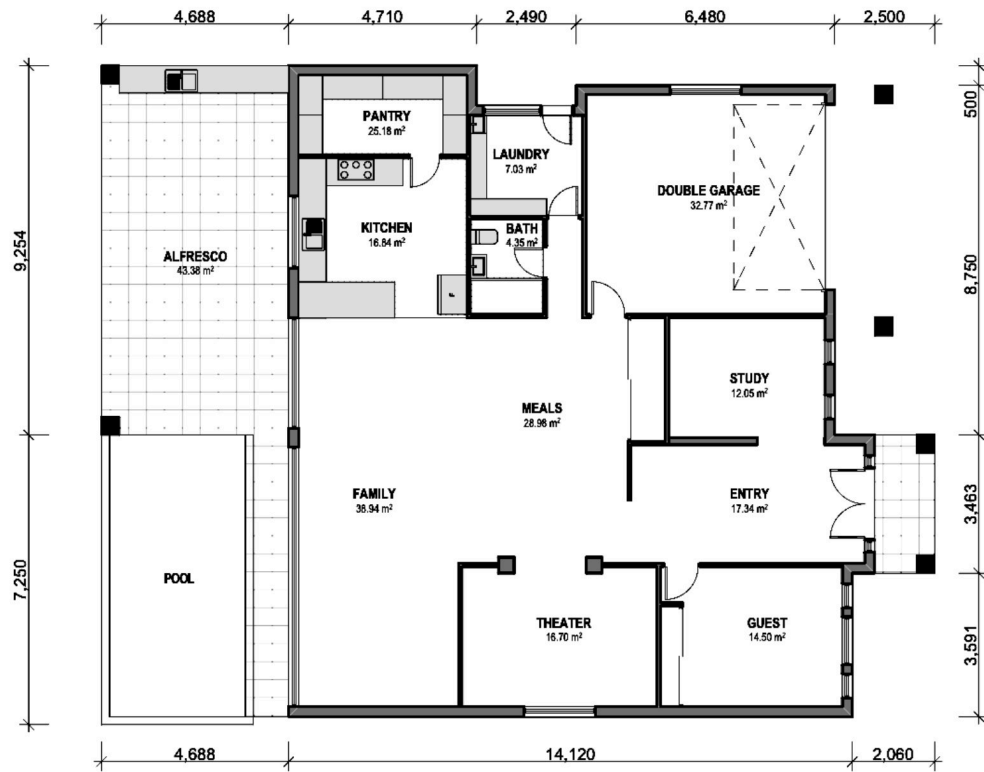 4,688
4,710
2,490
6,480
2,500
500
PANTRY
25.18 m²
LAUNDRY
7.03 m²
DOUBLE GARAGE
32.77 m²
KITCHEN
16.64 m²
BATH
4.35 m²
ALFRESCO
43.38 m²
9,254
8,750
F
STUDY
12.05 m²
MEALS
28.98 m²
FAMILY
38.94 m²
ENTRY
17.34 m²
3,463
POOL
7,250
THEATER
16.70 m²
GUEST
14.50 m²
3,591
4,688
14,120
2,060